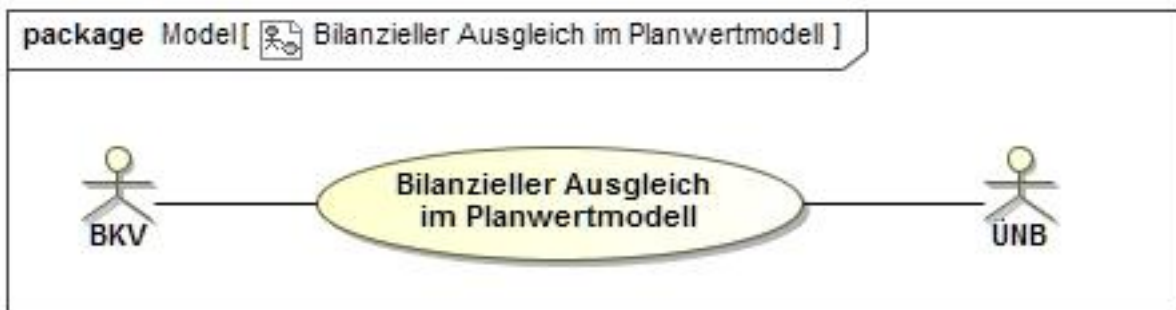 package Model[ Bilanzieller Ausgleich im Planwertmodell ]
Bilanzieller Ausgleich
im Planwertmodell
BKV
ÜNB